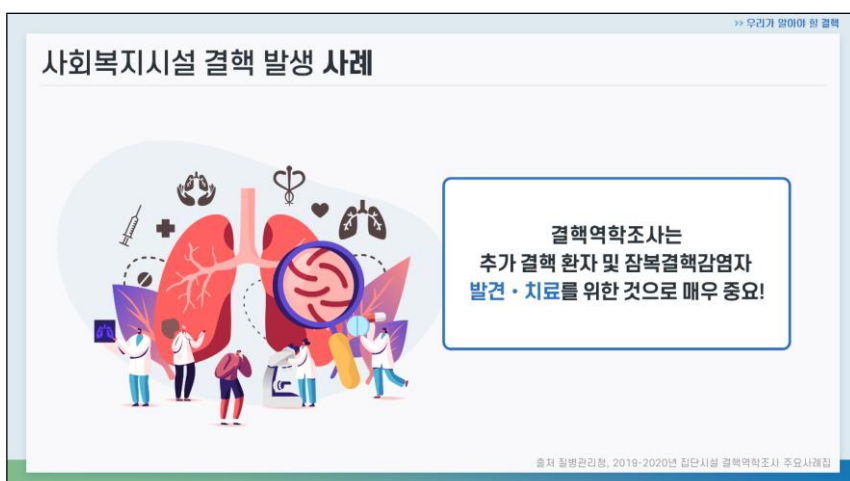 >> 우리가 알아야 할 결핵
사회복지시설 결핵 발생 사례
결핵역학조사는
추가 결핵 환자 및 잠복결핵감염자
발견・치료를 위한 것으로 매우 중요!
출처 질병관리청, 2019-2020년 집단시설 결핵역학조사 주요사례집